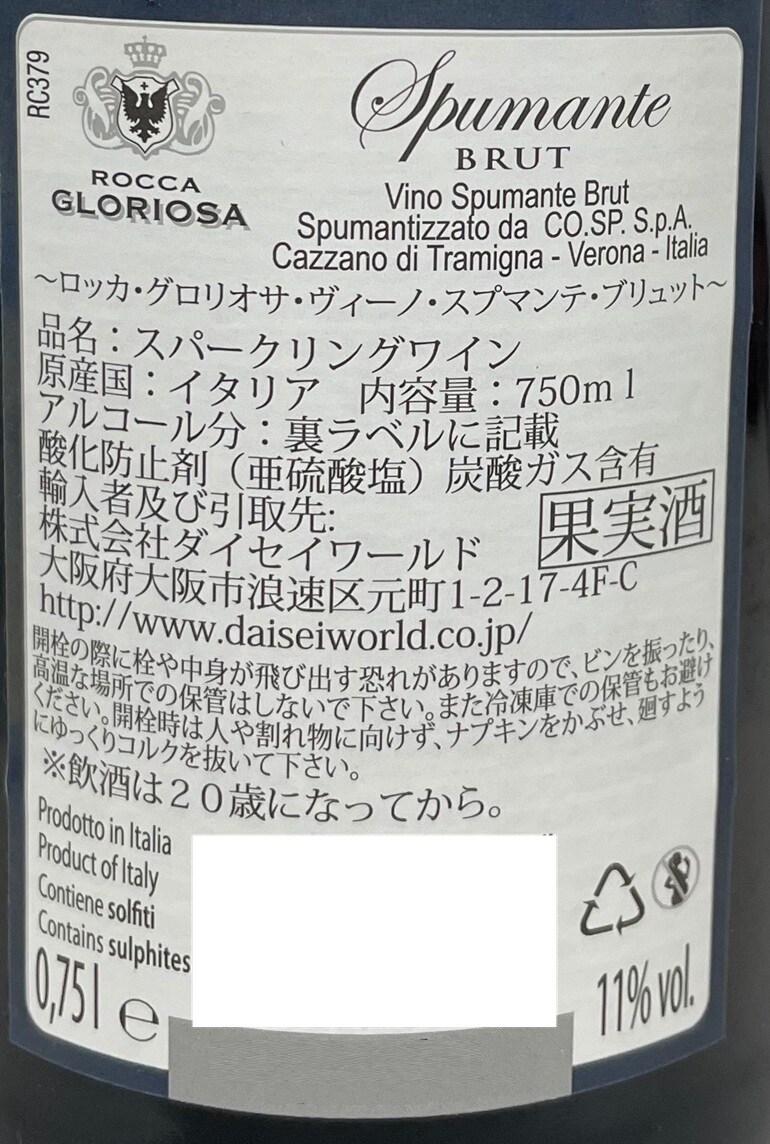 RC379
ROCCA
GLORIOSA
Spumante
BRUT
Vino Spumante Brut
Spumantizzato da CO.SP. S.p.A.
Cazzano di Tramigna - Verona - Italia
～ロッカ・グロリオサ・ヴィーノ・スプマンテ・ブリュット～
品名：スパークリングワイン
原産国：イタリア 内容量：750ml
アルコール分：裏ラベルに記載
酸化防止剤（亜硫酸塩）炭酸ガス含有
輸入者及び引取先:
株式会社ダイセイワールド
果実酒
大阪府大阪市浪速区元町1-2-17-4F-C
http://www.daiseiworld.co.jp/
開栓の際に栓や中身が飛び出す恐れがありますので、ビンを振ったり、
高温な場所での保管はしないで下さい。また冷凍庫での保管もお避け
ください。開栓時は人や割れ物に向けず、ナプキンをかぶせ、廻すよう
にゆっくりコルクを抜いて下さい。
※飲酒は２０歳になってから。
Prodotto in Italia
Product of Italy
Contiene solfiti
Contains sulphites
0,75 l e
11% vol.